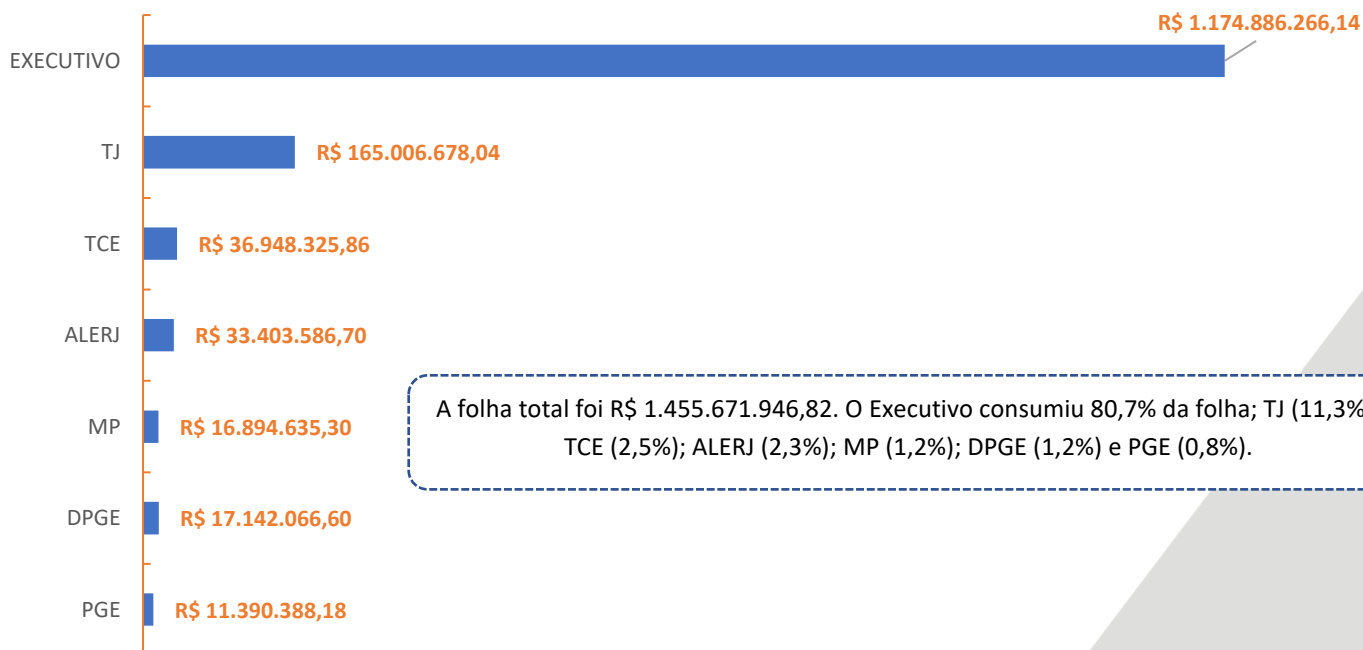 R$ 1.174.886.266,14
EXECUTIVO
TJ R$ 165.006.678,04
TCE R$ 36.948.325,86
ALERJ R$ 33.403.586,70
MP R$ 16.894.635,30
A folha total foi R$ 1.455.671.946,82. O Executivo consumiu 80,7% da folha; TJ (11,3%
TCE (2,5%); ALERJ (2,3%); MP (1,2%); DPGE (1,2%) e PGE (0,8%).
DPGE R$ 17.142.066,60
PGE R$ 11.390.388,18